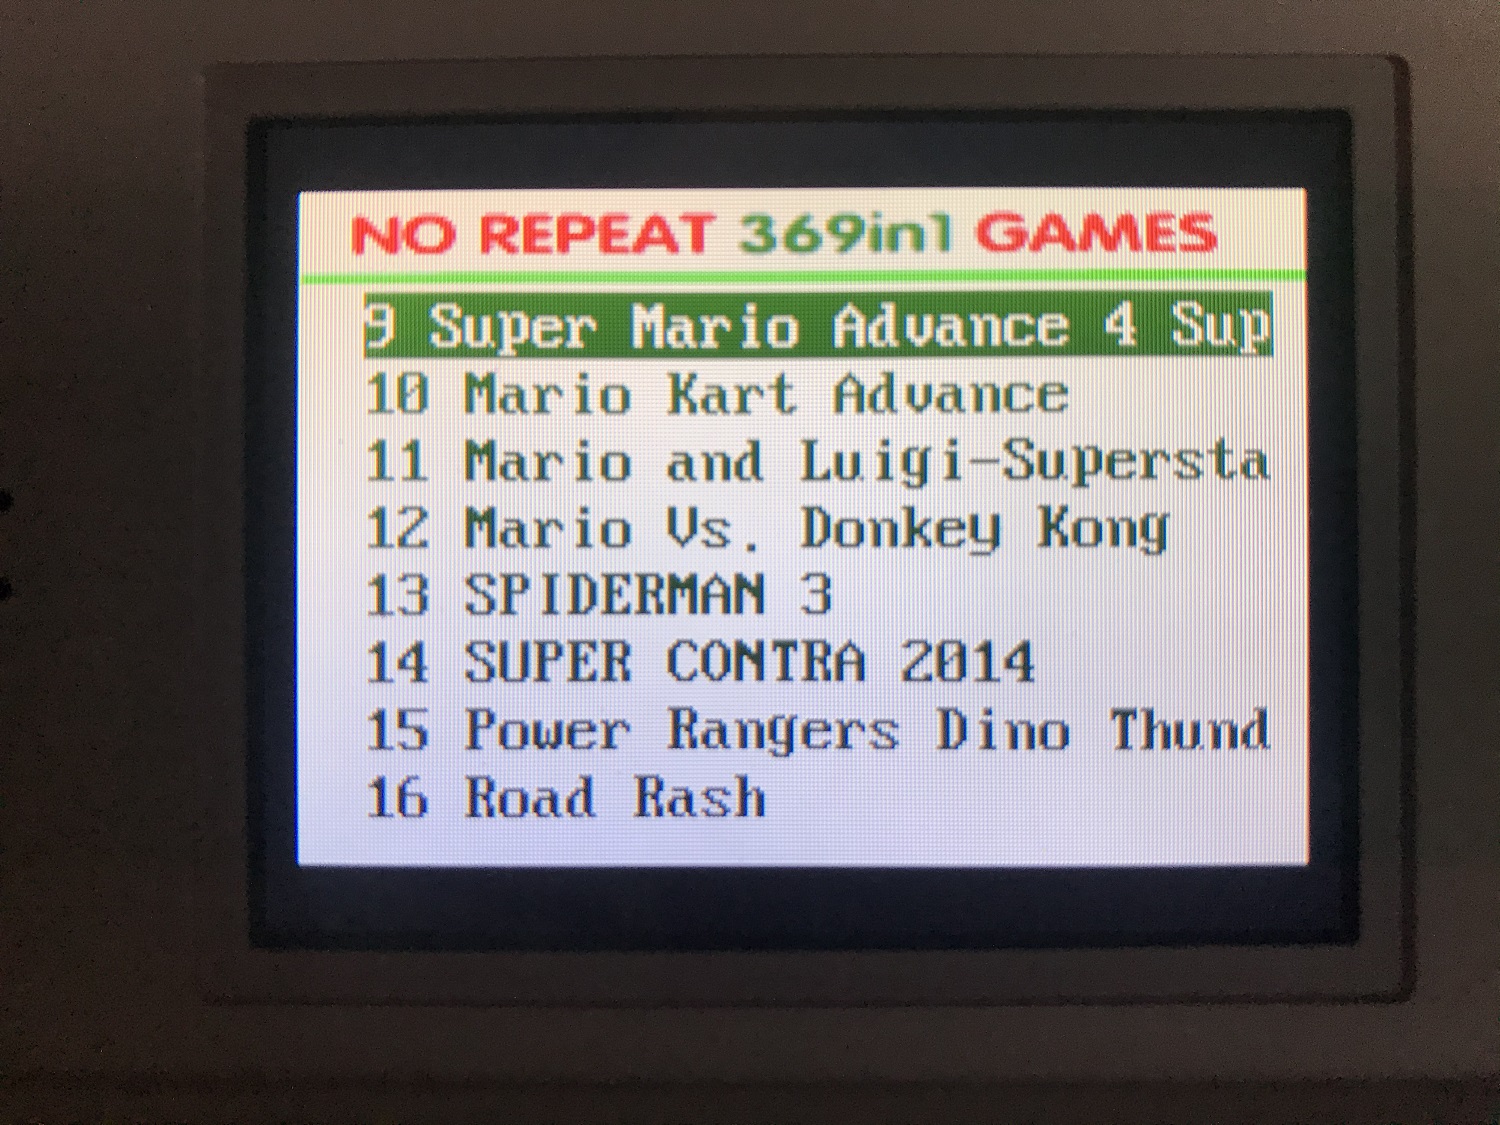 NO REPEAT 369in1 GAMES
9 Super Mario Advance 4 Sup
10 Mario Kart Advance
11 Mario and Luigi-Supersta
12 Mario Vs. Donkey Kong
13 SPIDERMAN 3
14 SUPER CONTRA 2014
15 Power Rangers Dino Thund
16 Road Rash